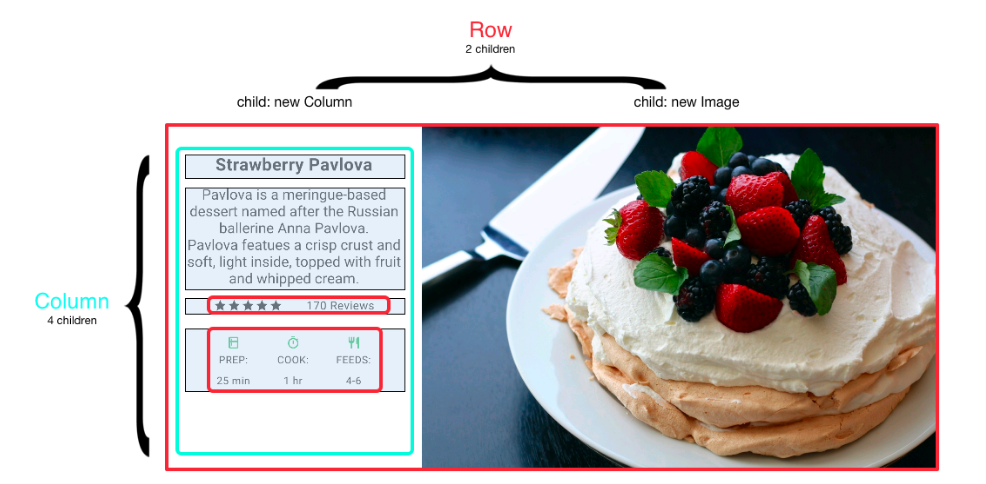 Row
2 children
child: new Column
child: new Image
Column
4 children
Strawberry Pavlova
Pavlova is a meringue-based
dessert named after the Russian
ballerine Anna Pavlova.
Pavlova featues a crisp crust and
soft, light inside, topped with fruit
and whipped cream.
170 Reviews
PREP: COOK: FEEDS:
25 min 1 hr 4-6